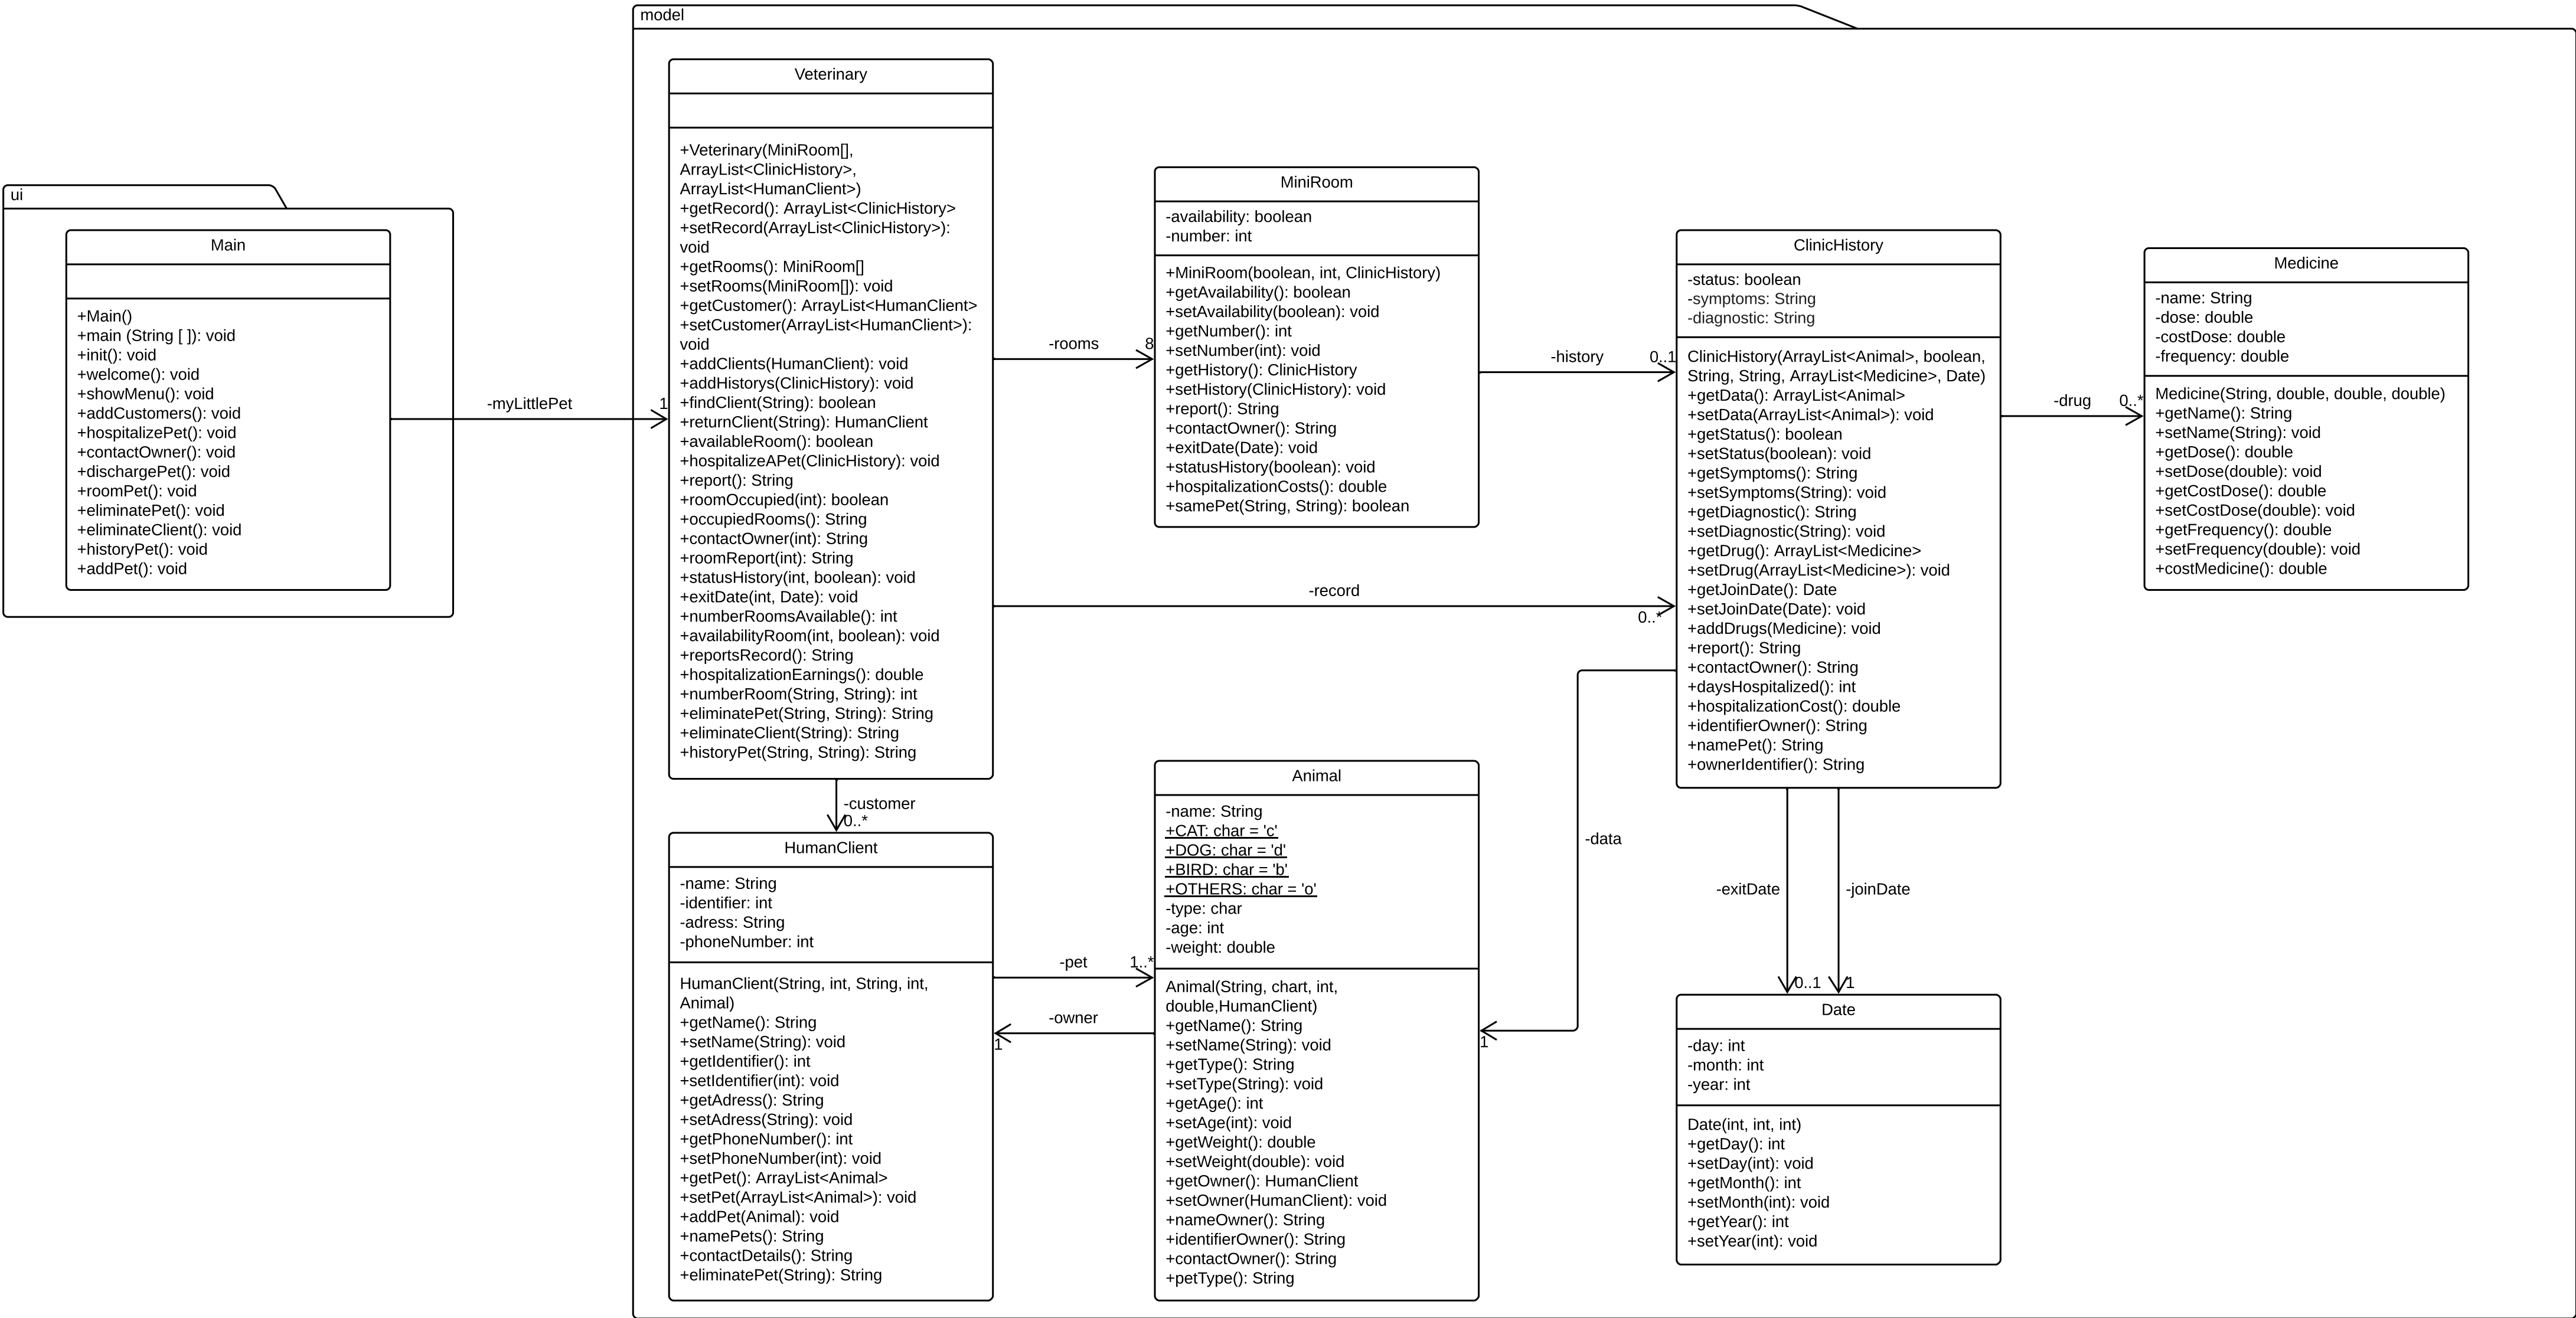 model
ui
Main
+Main()
+main (String [ ]): void
+init(): void
+welcome(): void
+showMenu(): void
+addCustomers(): void
+hospitalizePet(): void
+contactOwner(): void
+dischargePet(): void
+roomPet(): void
+eliminatePet(): void
+eliminateClient(): void
+historyPet(): void
+addPet(): void
-myLittlePet
1
Veterinary
+Veterinary(MiniRoom[],
ArrayList<ClinicHistory>,
ArrayList<HumanClient>)
+getRecord(): ArrayList<ClinicHistory>
+setRecord(ArrayList<ClinicHistory>):
void
+getRooms(): MiniRoom[]
+setRooms(MiniRoom[]): void
+getCustomer(): ArrayList<HumanClient>
+setCustomer(ArrayList<HumanClient>):
void
+addClients(HumanClient): void
+addHistorys(ClinicHistory): void
+findClient(String): boolean
+returnClient(String): HumanClient
+availableRoom(): boolean
+hospitalizeAPet(ClinicHistory): void
+report(): String
+roomOccupied(int): boolean
+occupiedRooms(): String
+contactOwner(int): String
+roomReport(int): String
+statusHistory(int, boolean): void
+exitDate(int, Date): void
+numberRoomsAvailable(): int
+availabilityRoom(int, boolean): void
+reportsRecord(): String
+hospitalizationEarnings(): double
+numberRoom(String, String): int
+eliminatePet(String, String): String
+eliminateClient(String): String
+historyPet(String, String): String
-rooms
8
MiniRoom
-availability: boolean
-number: int
+MiniRoom(boolean, int, ClinicHistory)
+getAvailability(): boolean
+setAvailability(boolean): void
+getNumber(): int
+setNumber(int): void
+getHistory(): ClinicHistory
+setHistory(ClinicHistory): void
+report(): String
+contactOwner(): String
+exitDate(Date): void
+statusHistory(boolean): void
+hospitalizationCosts(): double
+samePet(String, String): boolean
-history
0..1
-record
0..*
ClinicHistory
-status: boolean
-symptoms: String
-diagnostic: String
ClinicHistory(ArrayList<Animal>, boolean,
String, String, ArrayList<Medicine>, Date)
+getData(): ArrayList<Animal>
+setData(ArrayList<Animal>): void
+getStatus(): boolean
+setStatus(boolean): void
+getSymptoms(): String
+setSymptoms(String): void
+getDiagnostic(): String
+setDiagnostic(String): void
+getDrug(): ArrayList<Medicine>
+setDrug(ArrayList<Medicine>): void
+getJoinDate(): Date
+setJoinDate(Date): void
+addDrugs(Medicine): void
+report(): String
+contactOwner(): String
+daysHospitalized(): int
+hospitalizationCost(): double
+identifierOwner(): String
+namePet(): String
+ownerIdentifier(): String
-drug
0..*
Medicine
-name: String
-dose: double
-costDose: double
-frequency: double
Medicine(String, double, double, double)
+getName(): String
+setName(String): void
+getDose(): double
+setDose(double): void
+getCostDose(): double
+setCostDose(double): void
+getFrequency(): double
+setFrequency(double): void
+costMedicine(): double
-customer
0..*
HumanClient
-name: String
-identifier: int
-adress: String
-phoneNumber: int
HumanClient(String, int, String, int,
Animal)
+getName(): String
+setName(String): void
+getIdentifier(): int
+setIdentifier(int): void
+getAdress(): String
+setAdress(String): void
+getPhoneNumber(): int
+setPhoneNumber(int): void
+getPet(): ArrayList<Animal>
+setPet(ArrayList<Animal>): void
+addPet(Animal): void
+namePets(): String
+contactDetails(): String
+eliminatePet(String): String
-pet
1..*
-owner
1
Animal
-name: String
+CAT: char = 'c'
+DOG: char = 'd'
+BIRD: char = 'b'
+OTHERS: char = 'o'
-type: char
-age: int
-weight: double
Animal(String, chart, int,
double,HumanClient)
+getName(): String
+setName(String): void
+getType(): String
+setType(String): void
+getAge(): int
+setAge(int): void
+getWeight(): double
+setWeight(double): void
+getOwner(): HumanClient
+setOwner(HumanClient): void
+nameOwner(): String
+identifierOwner(): String
+contactOwner(): String
+petType(): String
-data
1
-exitDate
0..1
-joinDate
1
Date
-day: int
-month: int
-year: int
Date(int, int, int)
+getDay(): int
+setDay(int): void
+getMonth(): int
+setMonth(int): void
+getYear(): int
+setYear(int): void